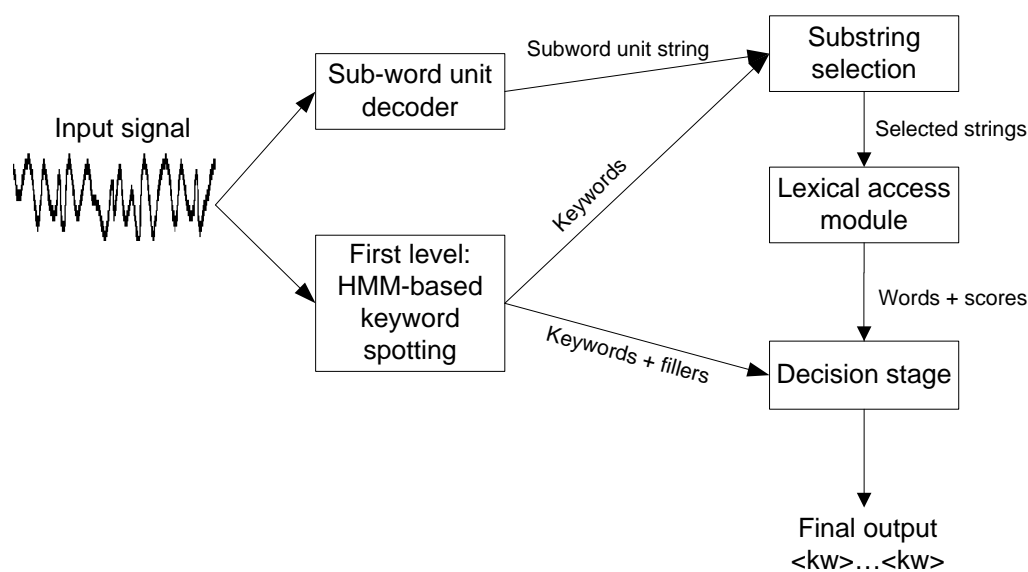 Input signal
Sub-word unit
decoder
First level:
HMM-based
keyword
spotting
Subword unit string
Keywords
Keywords + fillers
Substring
selection
Selected strings
Lexical access
module
Words + scores
Decision stage
Final output
<kw>…<kw>